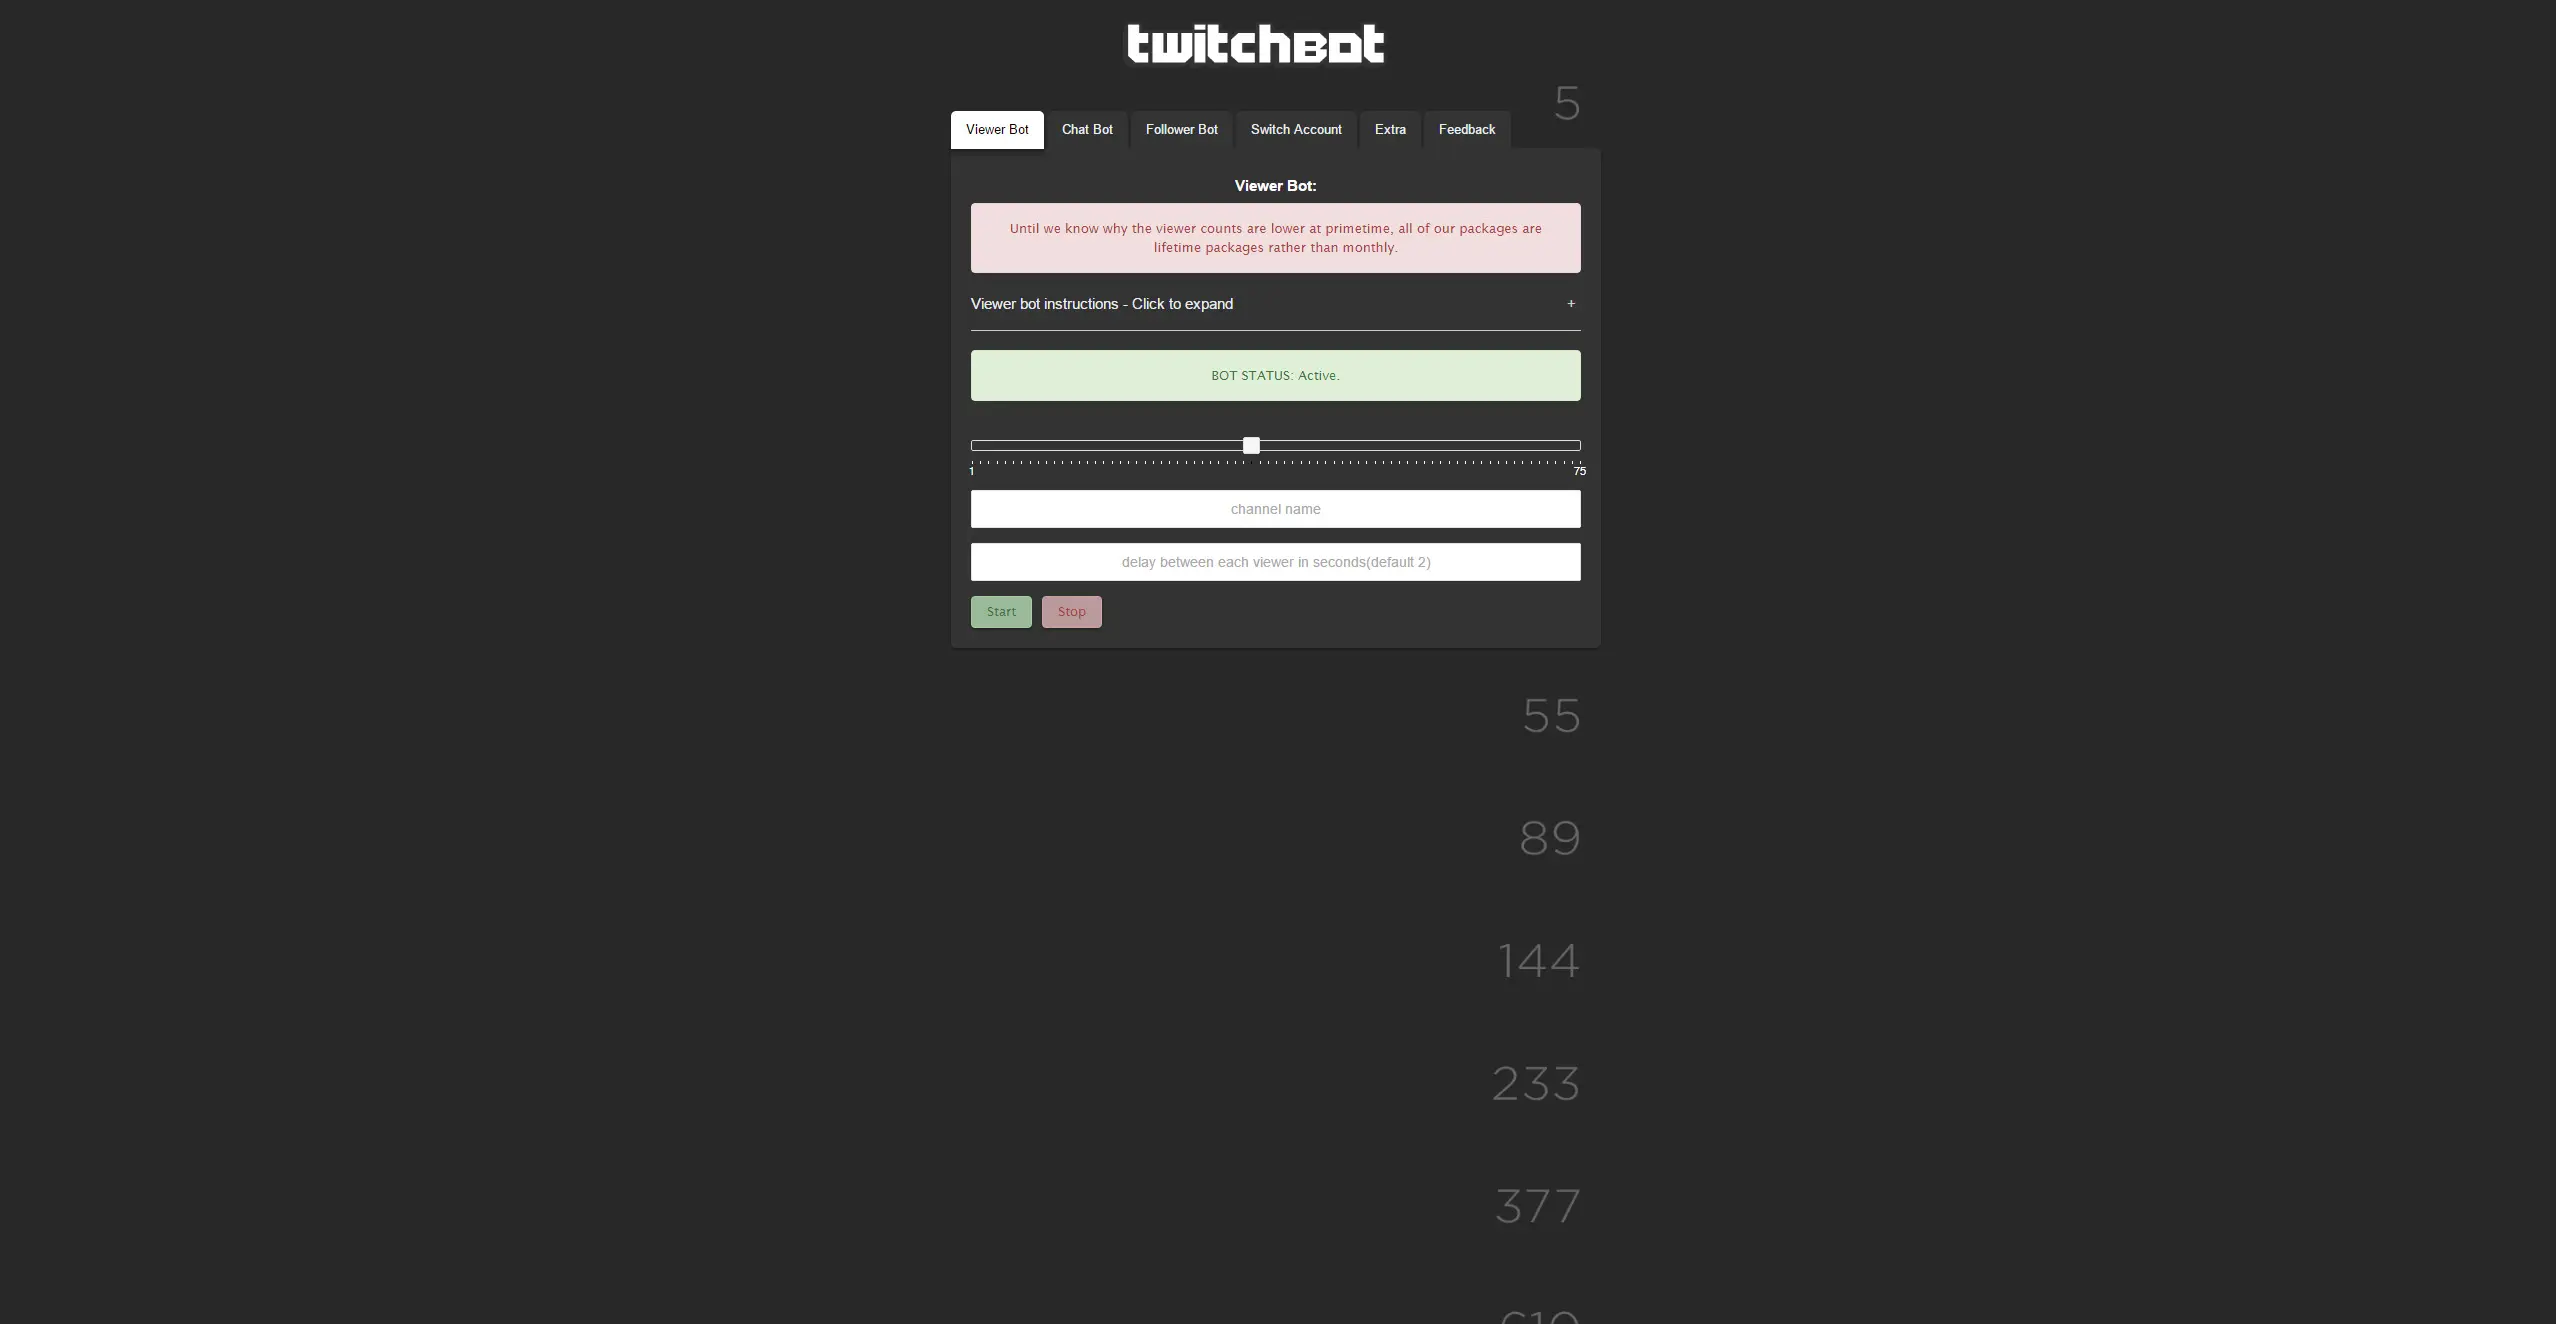 twitchBot
5
Viewer Bot
Chat Bot
Follower Bot
Switch Account
Extra
Feedback
Viewer Bot:
Until we know why the viewer counts are lower at primetime, all of our packages are
lifetime packages rather than monthly.
Viewer bot instructions - Click to expand +
BOT STATUS: Active.
1 75
channel name
delay between each viewer in seconds(default 2)
Start Stop
55
89
144
233
377